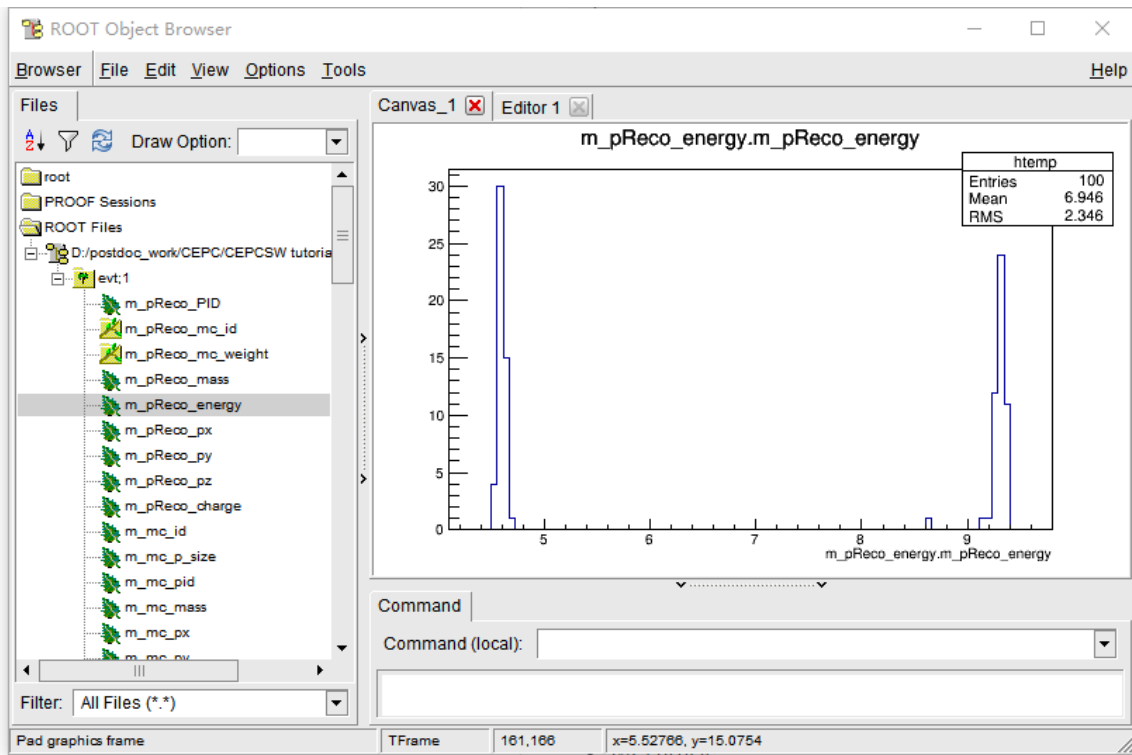 ROOT Object Browser
Browser File Edit View Options Tools Help
Files
Draw Option:
root
PROOF Sessions
ROOT Files
D:/postdoc_work/CEPC/CEPCSW tutoria
evt;1
m_pReco_PID
m_pReco_mc_id
m_pReco_mc_weight
m_pReco_mass
m_pReco_energy
m_pReco_px
m_pReco_py
m_pReco_pz
m_pReco_charge
m_mc_id
m_mc_p_size
m_mc_pid
m_mc_mass
m_mc_px
m_mc_py
Filter: All Files (*.*)
Canvas_1 Editor 1
m_pReco_energy.m_pReco_energy
htemp
Entries 100
Mean 6.946
RMS 2.346
30
25
20
15
10
5
0
5 6 7 8 9
m_pReco_energy.m_pReco_energy
Command
Command (local):
Pad graphics frame TFrame 161,166 x=5.52766, y=15.0754